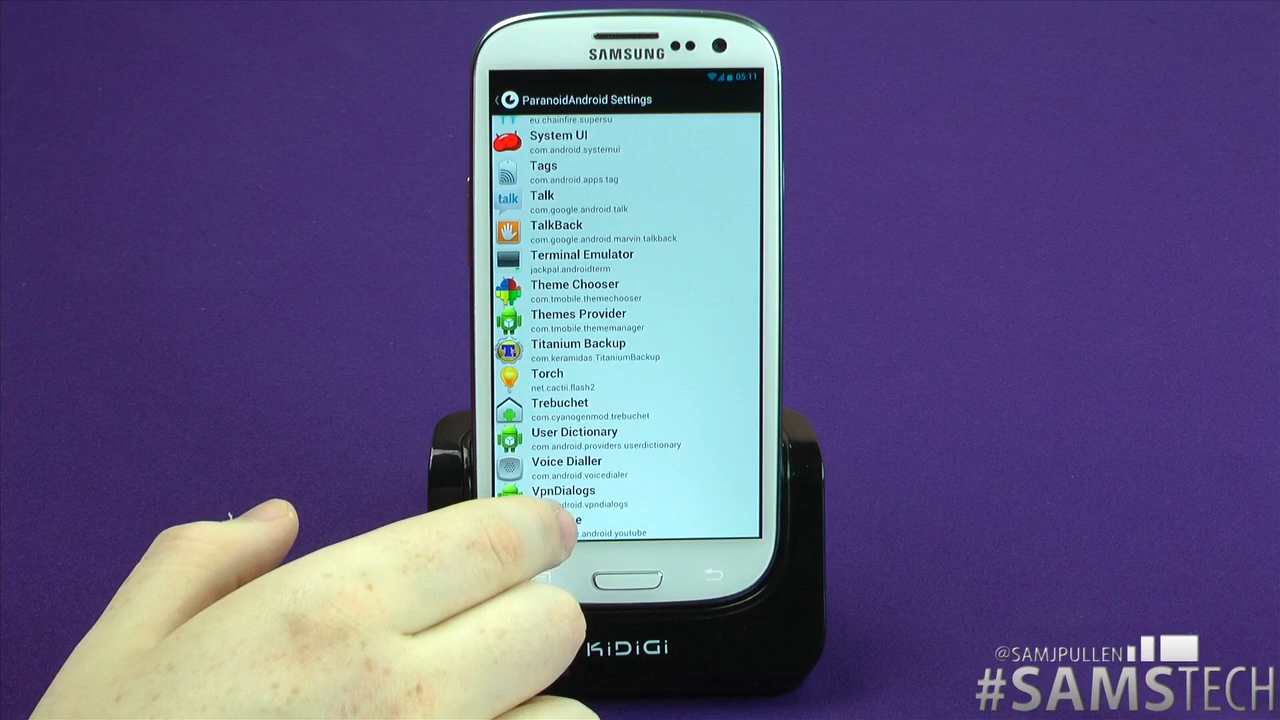 SAMSUNG
05:11
ParanoidAndroid Settings
eu.chainfire.supersu
System UI
com.android.systemui
Tags
com.android.apps.tag
talk
Talk
com.google.android.talk
TalkBack
com.google.android.marvin.talkback
Terminal Emulator
jackpal.androidterm
Theme Chooser
com.tmobile.themechooser
Themes Provider
com.tmobile.thememanager
Titanium Backup
com.keramidas.TitaniumBackup
Torch
net.cactii.flash2
Trebuchet
com.cyanogenmod.trebuchet
User Dictionary
com.android.providers.userdictionary
Voice Dialler
com.android.voicedialer
VpnDialogs
android.vpndialogs
e
.android.youtube
KiDiGi
@SAMJPULLEN
#SAMSTECH